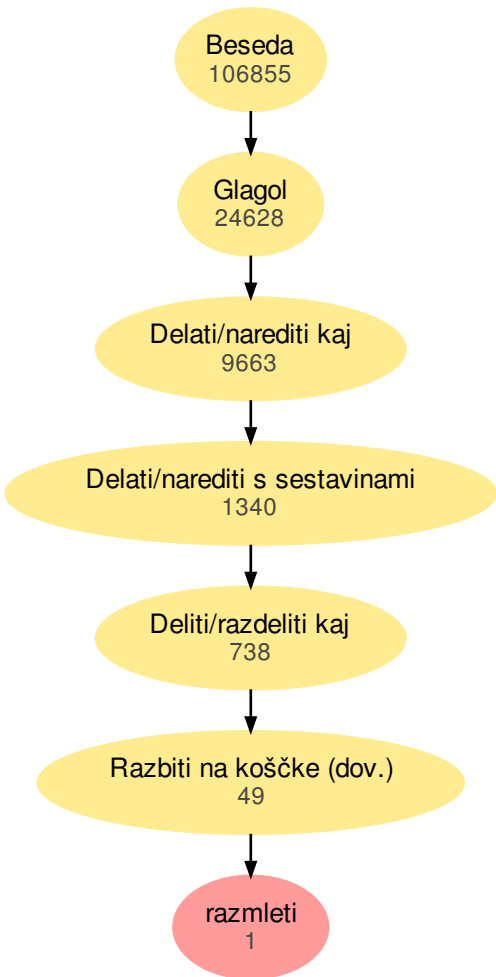 Beseda
106855
Glagol
24628
Delati/narediti kaj
9663
Delati/narediti s sestavinami
1340
Deliti/razdeliti kaj
738
Razbiti na koščke (dov.)
49
razmleti
1